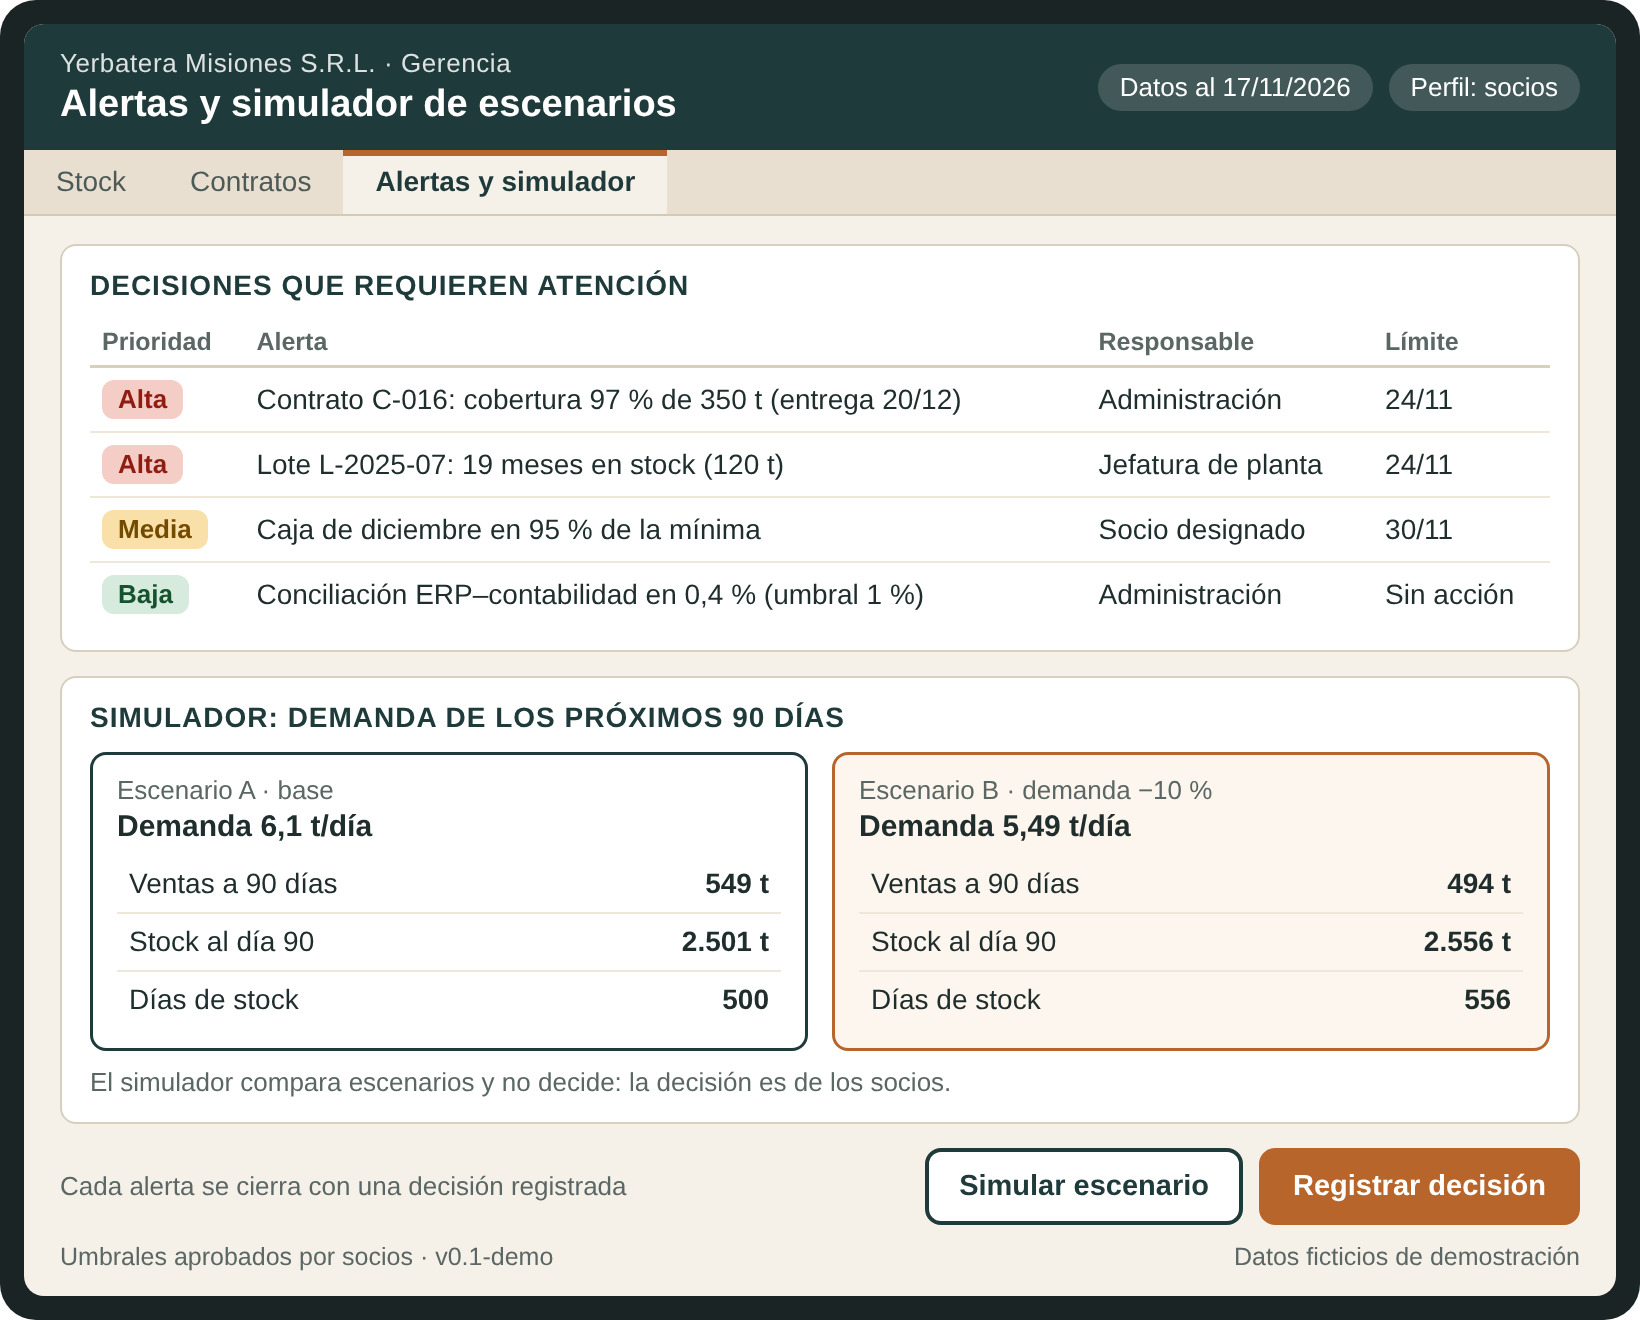 Yerbatera Misiones S.R.L. · Gerencia
Alertas y simulador de escenarios
Datos al 17/11/2026
Perfil: socios
Stock
Contratos
Alertas y simulador
DECISIONES QUE REQUIEREN ATENCIÓN
Prioridad Alerta Responsable Límite
Alta Contrato C-016: cobertura 97 % de 350 t (entrega 20/12) Administración 24/11
Alta Lote L-2025-07: 19 meses en stock (120 t) Jefatura de planta 24/11
Media Caja de diciembre en 95 % de la mínima Socio designado 30/11
Baja Conciliación ERP–contabilidad en 0,4 % (umbral 1 %) Administración Sin acción
SIMULADOR: DEMANDA DE LOS PRÓXIMOS 90 DÍAS
Escenario A · base
Demanda 6,1 t/día
Ventas a 90 días 549 t
Stock al día 90 2.501 t
Días de stock 500
Escenario B · demanda −10 %
Demanda 5,49 t/día
Ventas a 90 días 494 t
Stock al día 90 2.556 t
Días de stock 556
El simulador compara escenarios y no decide: la decisión es de los socios.
Cada alerta se cierra con una decisión registrada
Simular escenario
Registrar decisión
Umbrales aprobados por socios · v0.1-demo
Datos ficticios de demostración